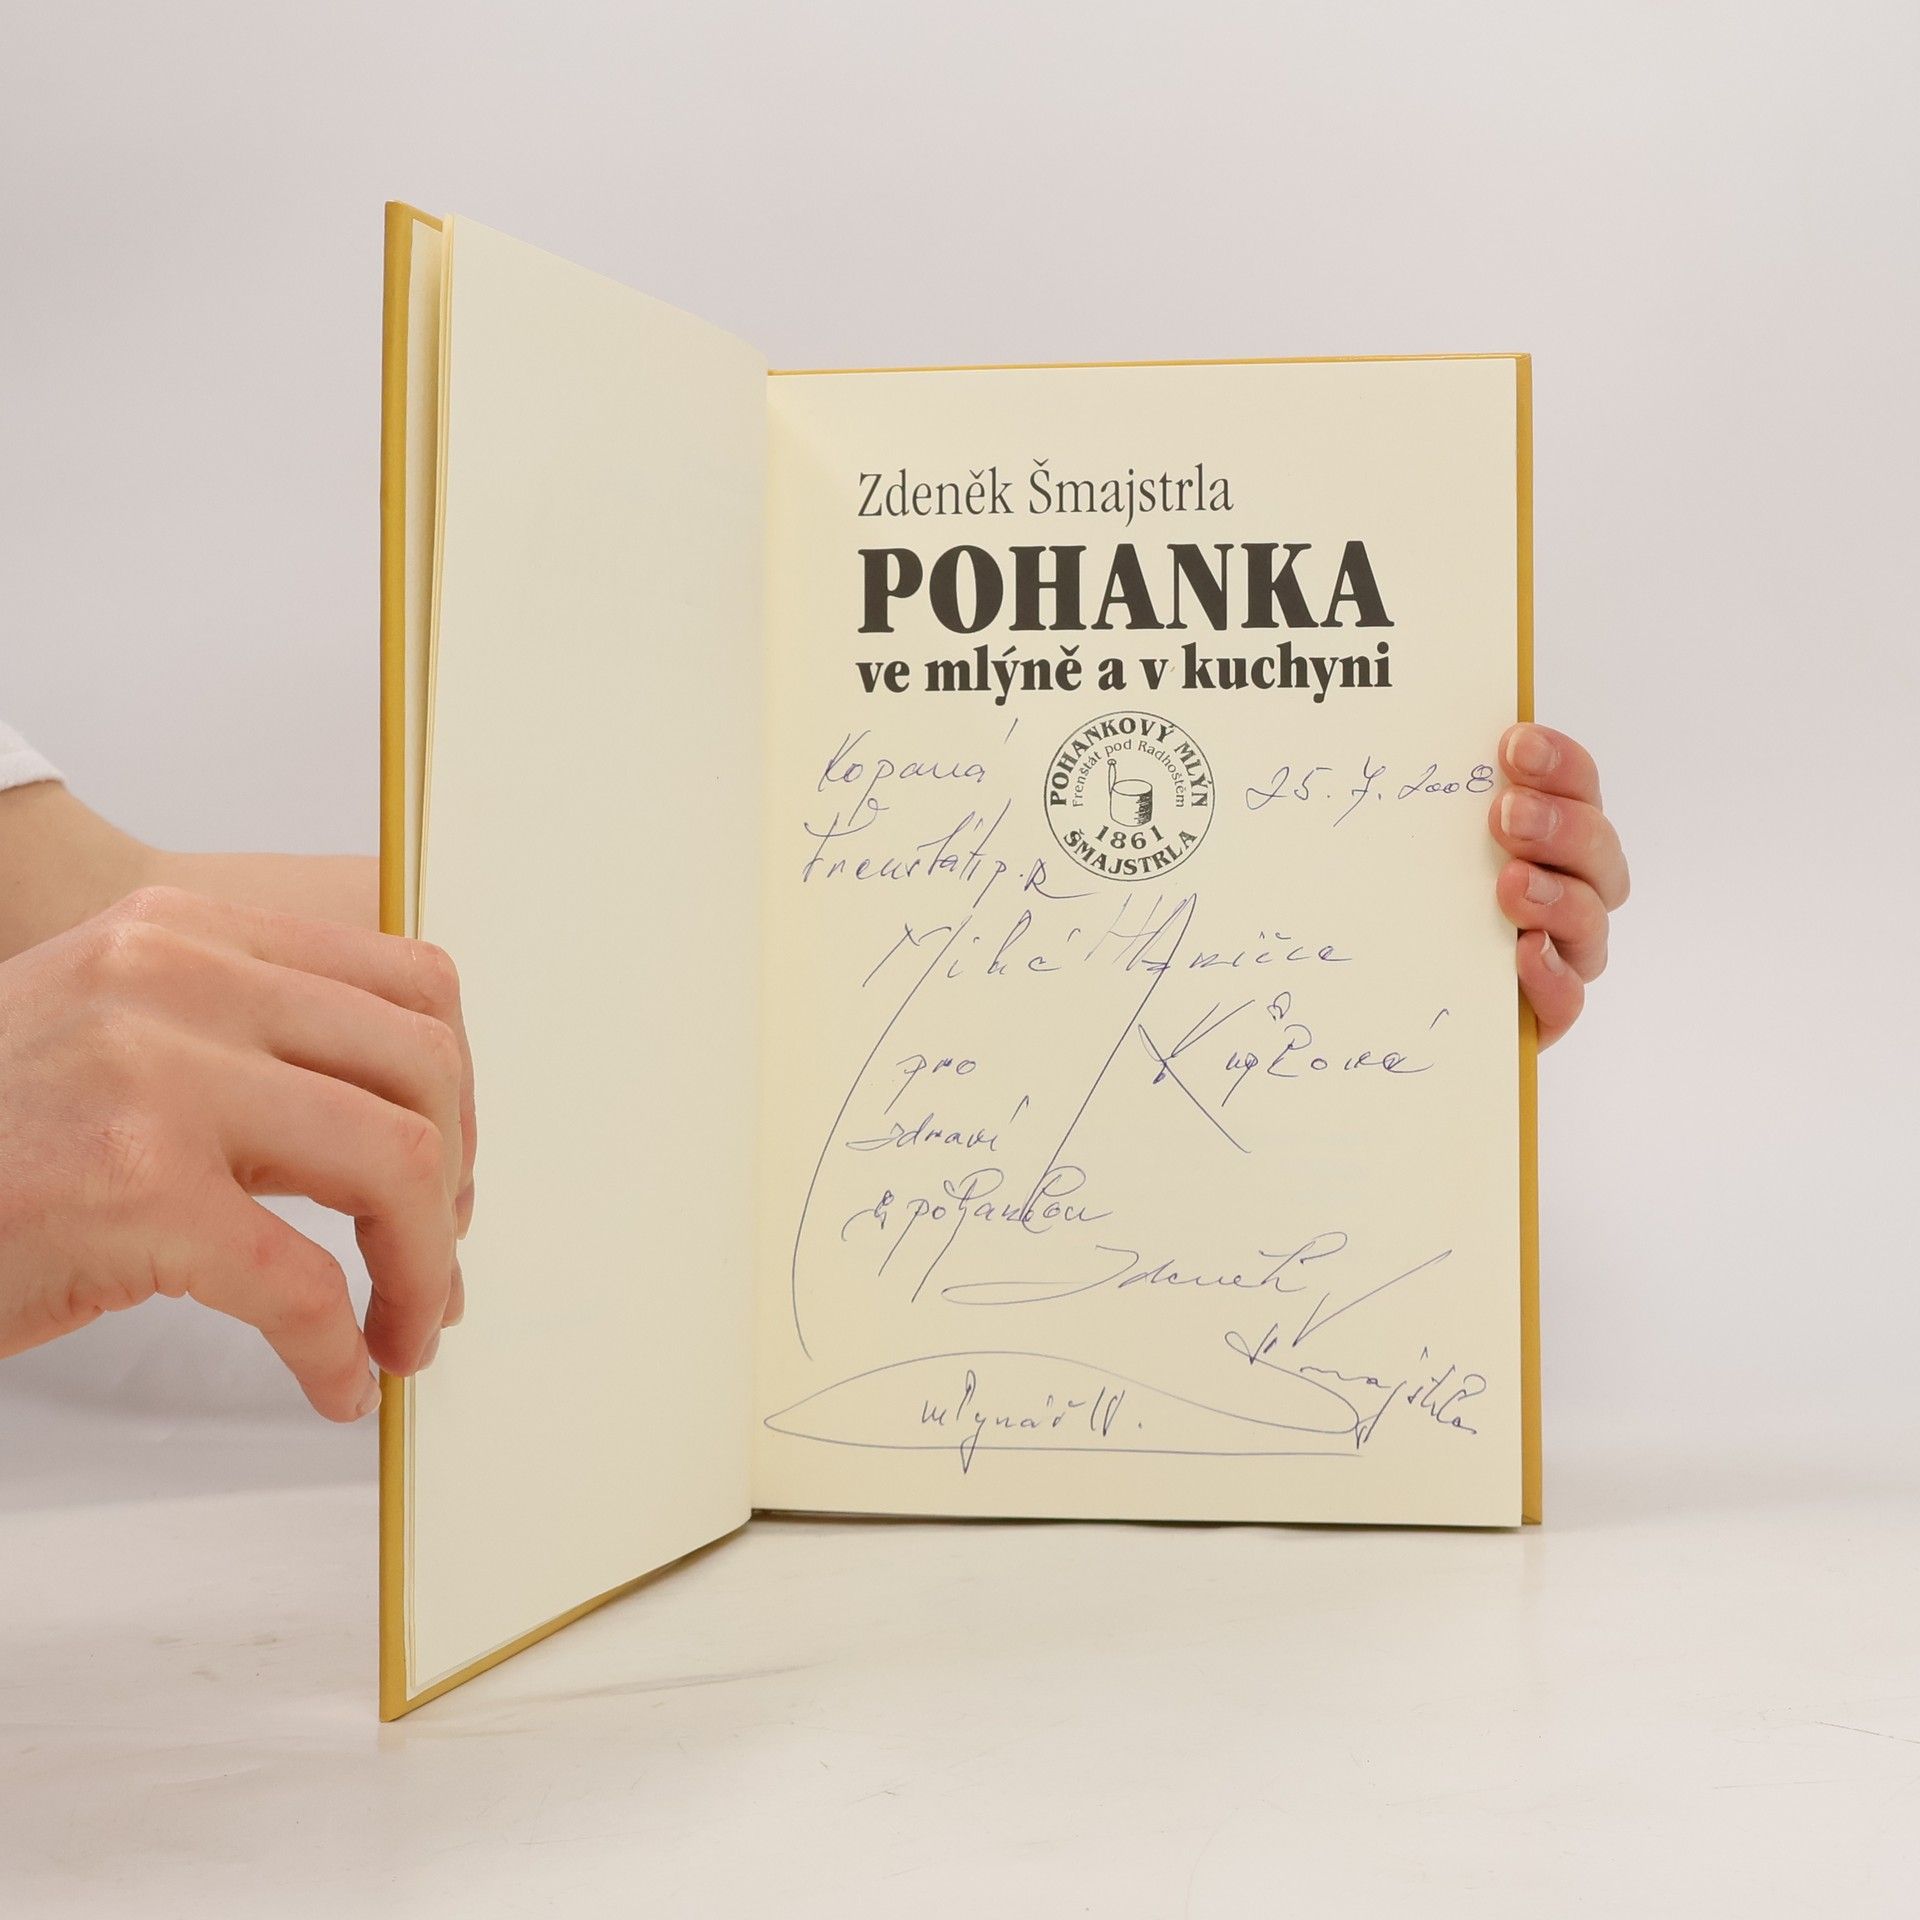 Zdeněk Šmajstrla
POHANKA
ve mlýně a v kuchyni
POHANKOVÝ MLÝN
Frenštát pod Radhoštěm
1861
ŠMAJSTRLA
Kopaná
25. 7. 2008
Frenštát p. R
Milé
pro
zdraví
s pohankou
Zdeněk
Šmajstrla
mlynář IV.